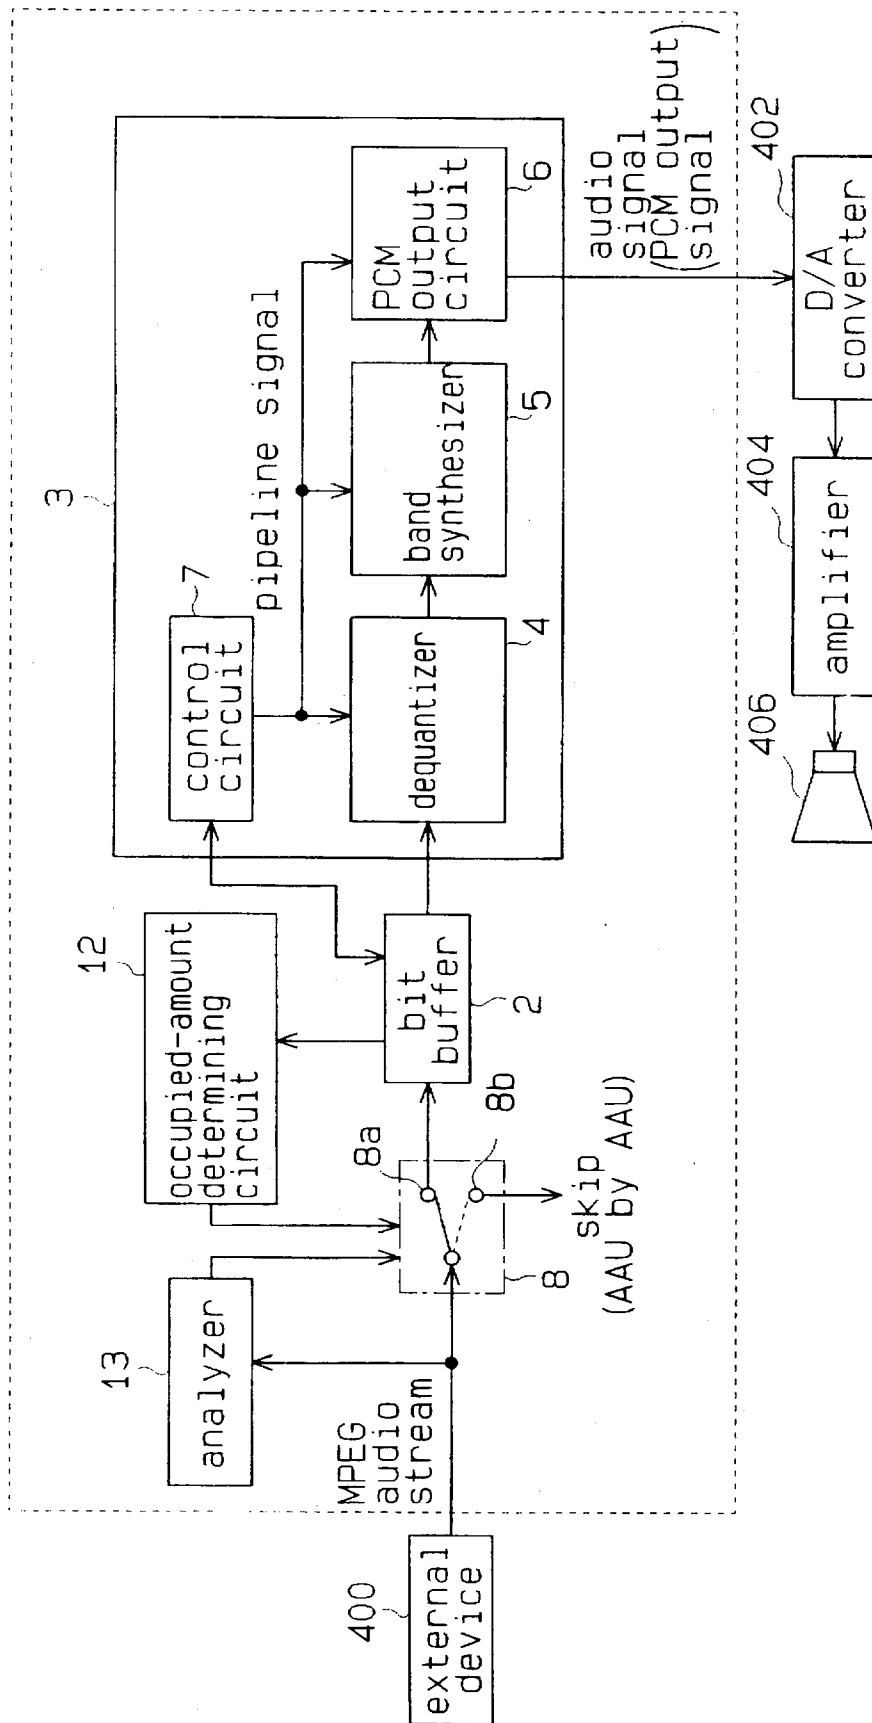 400
external
device
MPEG
audio
stream
13
analyzer
8
8a
8b
skip
(AAU by AAU)
12
occupied-amount
determining
circuit
bit
buffer
2
3
7
control
circuit
pipeline signal
dequantizer
4
band
synthesizer
5
PCM
output
circuit
6
audio
signal
(PCM output)
(signal )
402
D/A
converter
404
amplifier
406